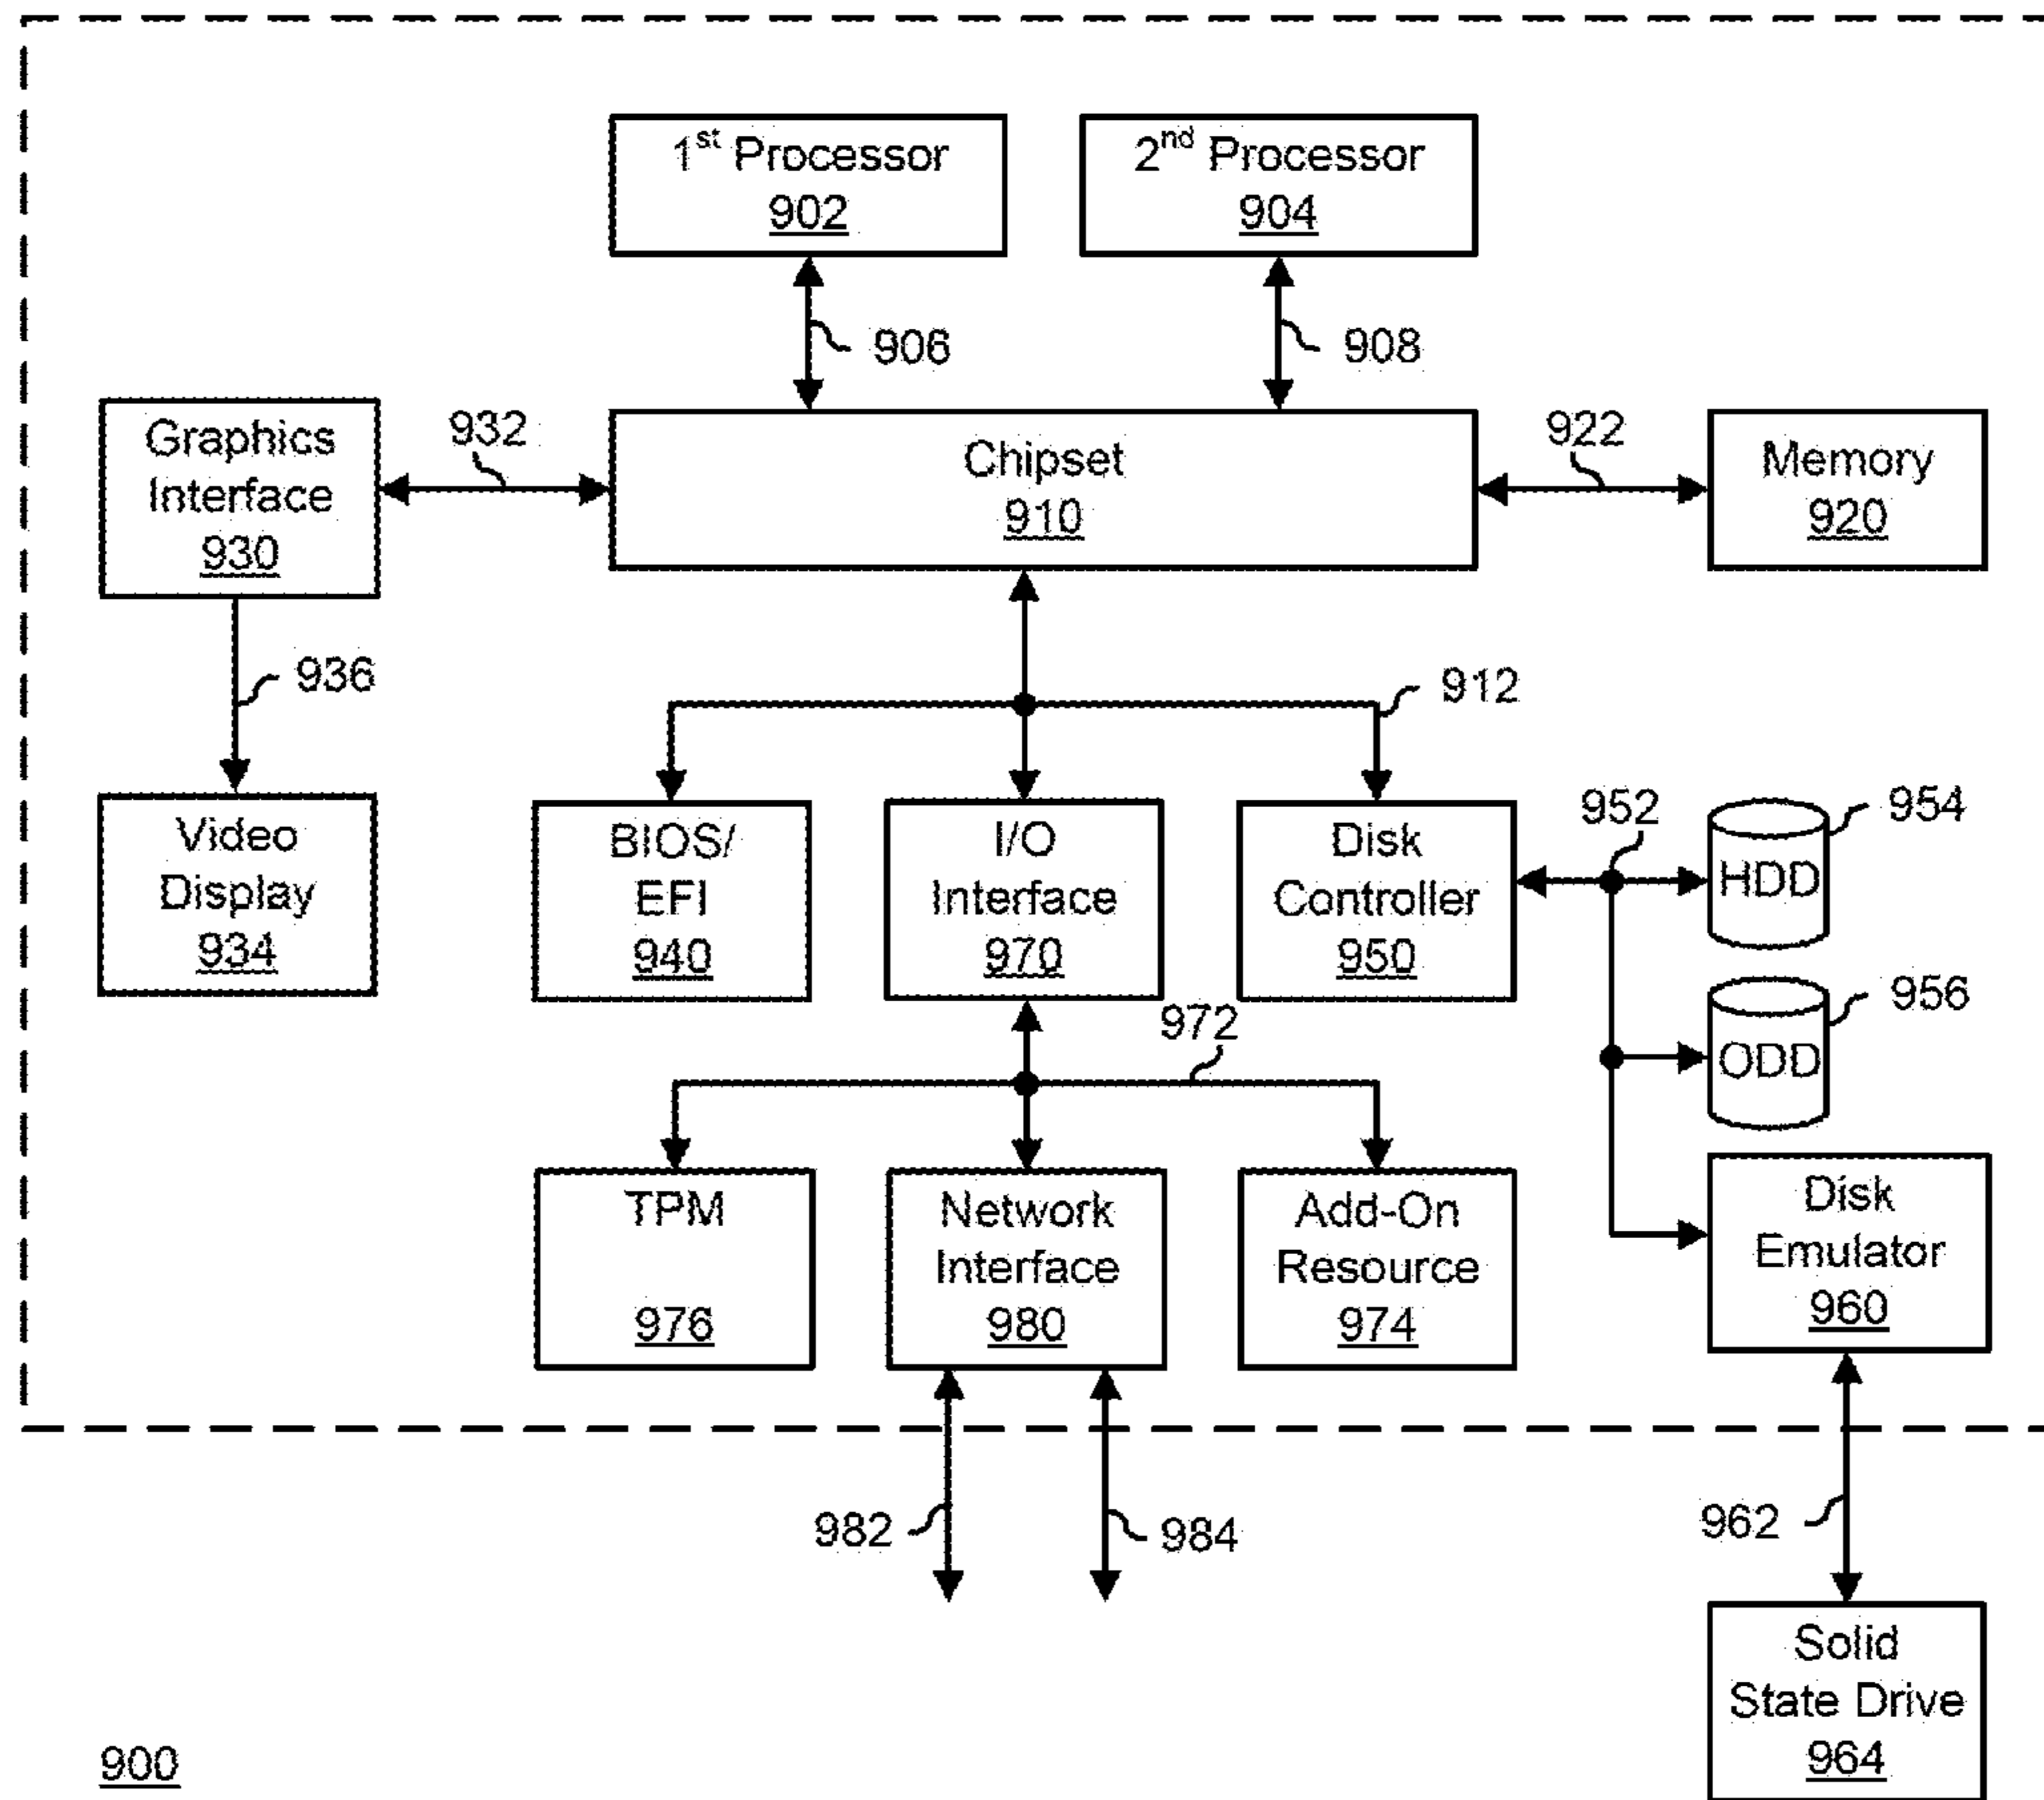 1st Processor
902
2nd Processor
904
906
908
Graphics
Interface
930
932
Chipset
910
922
Memory
920
936
912
Video
Display
934
BIOS/
EFI
940
I/O
Interface
970
Disk
Controller
950
952
HDD
954
ODD
956
972
TPM
976
Network
Interface
980
Add-On
Resource
974
Disk
Emulator
960
982
984
962
Solid
State Drive
964
900